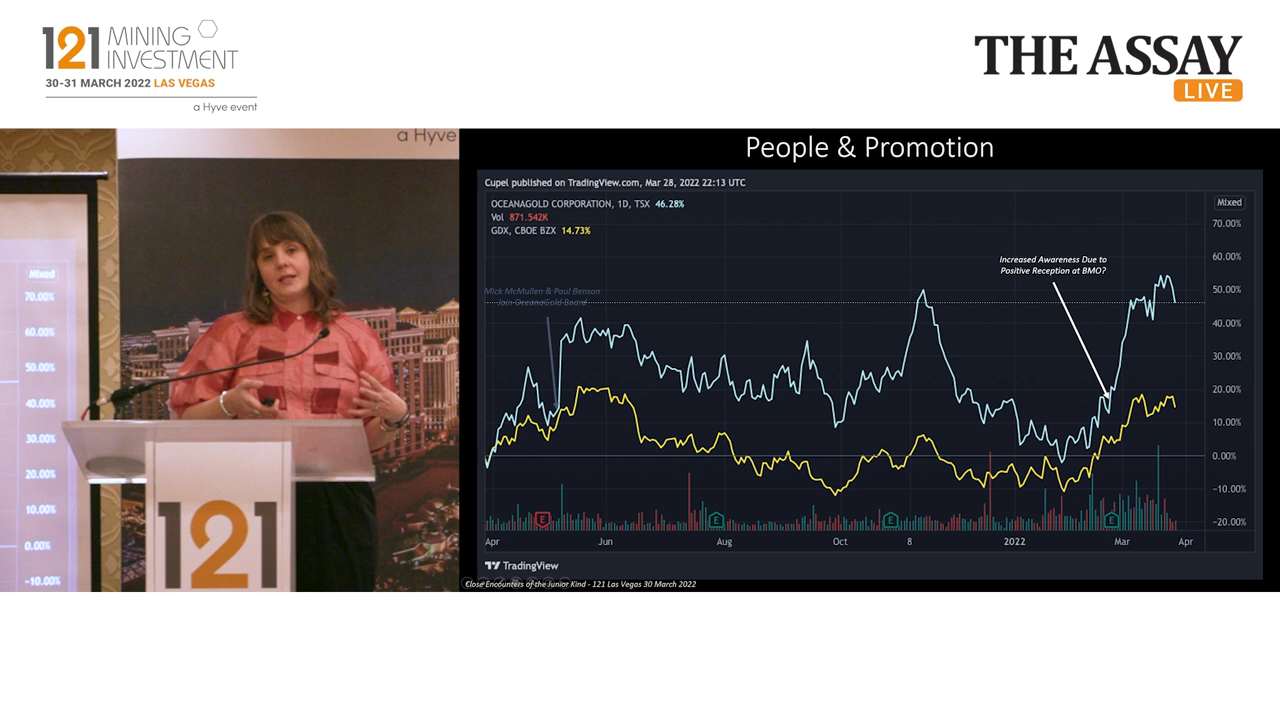 121 MINING
INVESTMENT
30-31 MARCH 2022 LAS VEGAS
a Hyve event
THE ASSAY
LIVE
a Hyve
Mixed
70.00%
60.00%
50.00%
40.00%
30.00%
20.00%
10.00%
0.00%
-10.00%
121
People & Promotion
Cupel published on TradingView.com, Mar 28, 2022 22:13 UTC
OCEANAGOLD CORPORATION, 1D, TSX 46.28%
Vol 871.542K
GDX, CBOE BZX 14.73%
Mick McMullen & Paul Benson
Join OceanaGold Board
Increased Awareness Due to
Positive Reception at BMO?
Mixed
70.00%
60.00%
50.00%
40.00%
30.00%
20.00%
10.00%
0.00%
-10.00%
-20.00%
E E E E
Apr Jun Aug Oct 8 2022 Mar Apr
TradingView
Close Encounters of the Junior Kind - 121 Las Vegas 30 March 2022